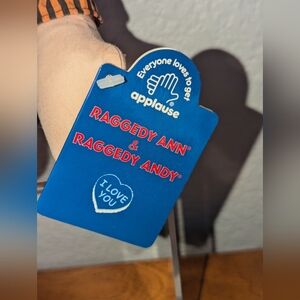 Everyone loves to get
applause®
RAGGEDY ANN®
&
RAGGEDY ANDY®
I LOVE
YOU